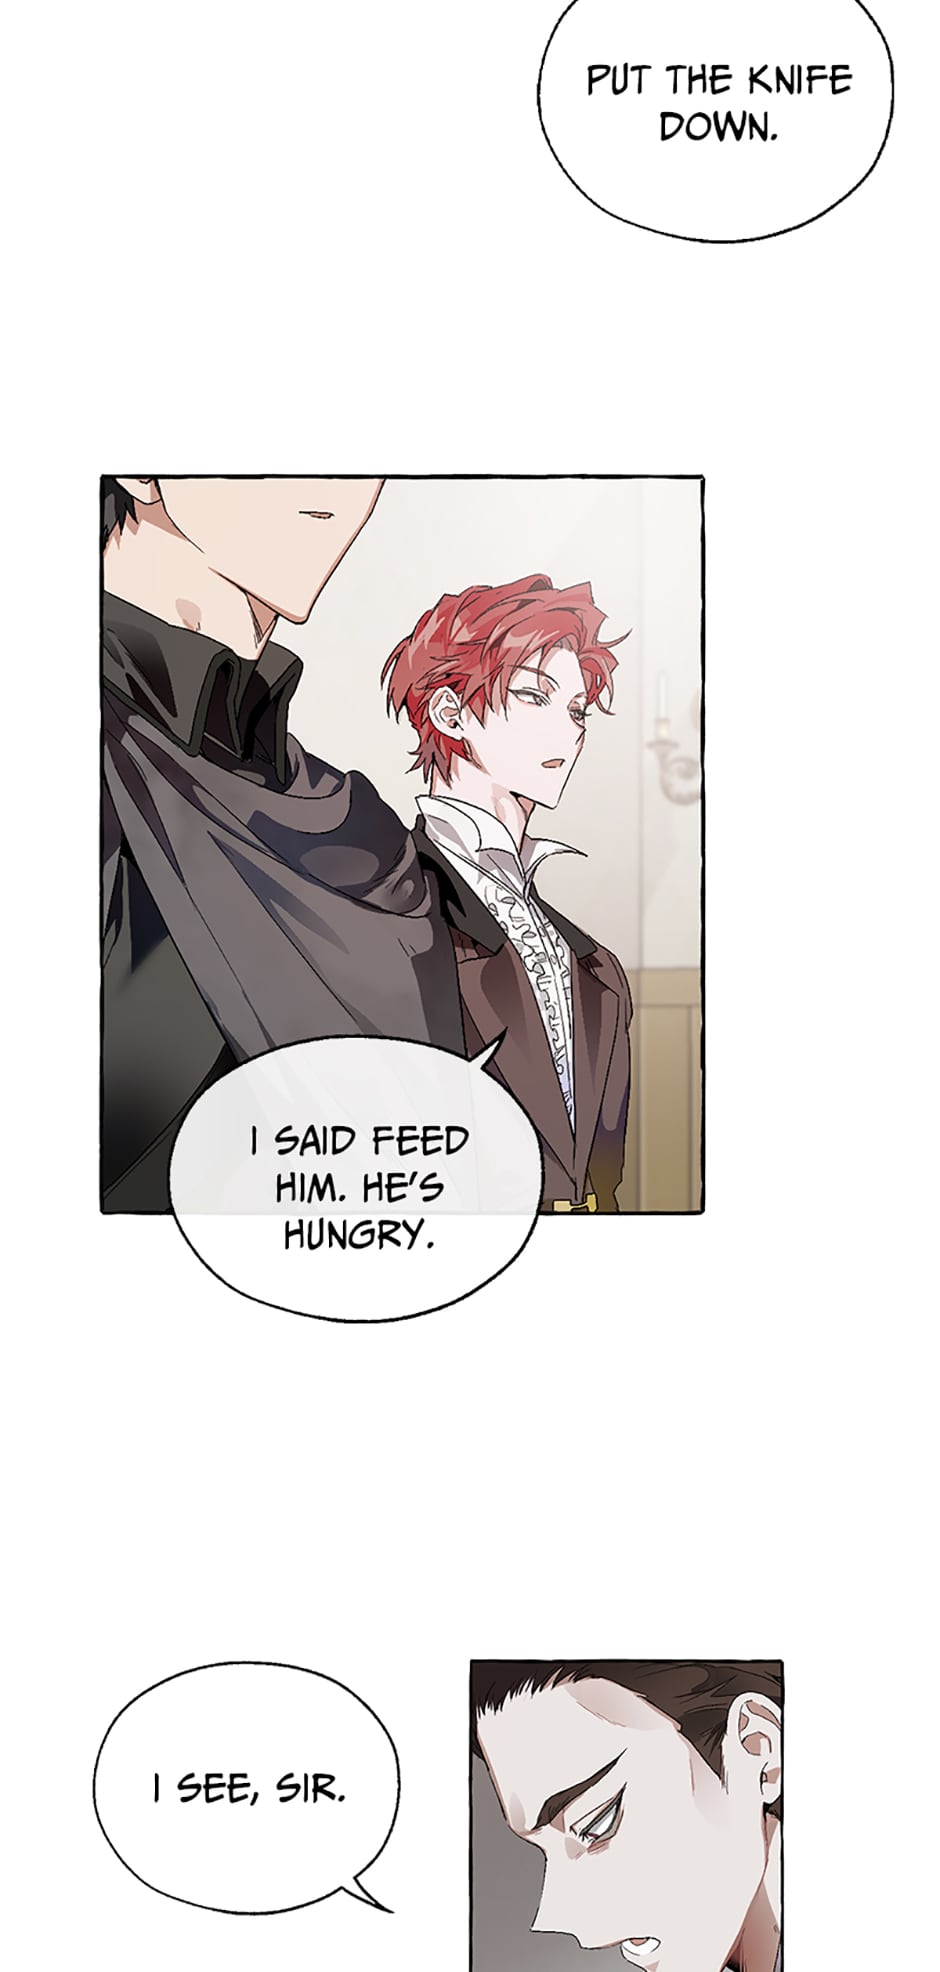 PUT THE KNIFE
DOWN.
I SAID FEED
HIM. HE'S
HUNGRY.
I SEE, SIR.